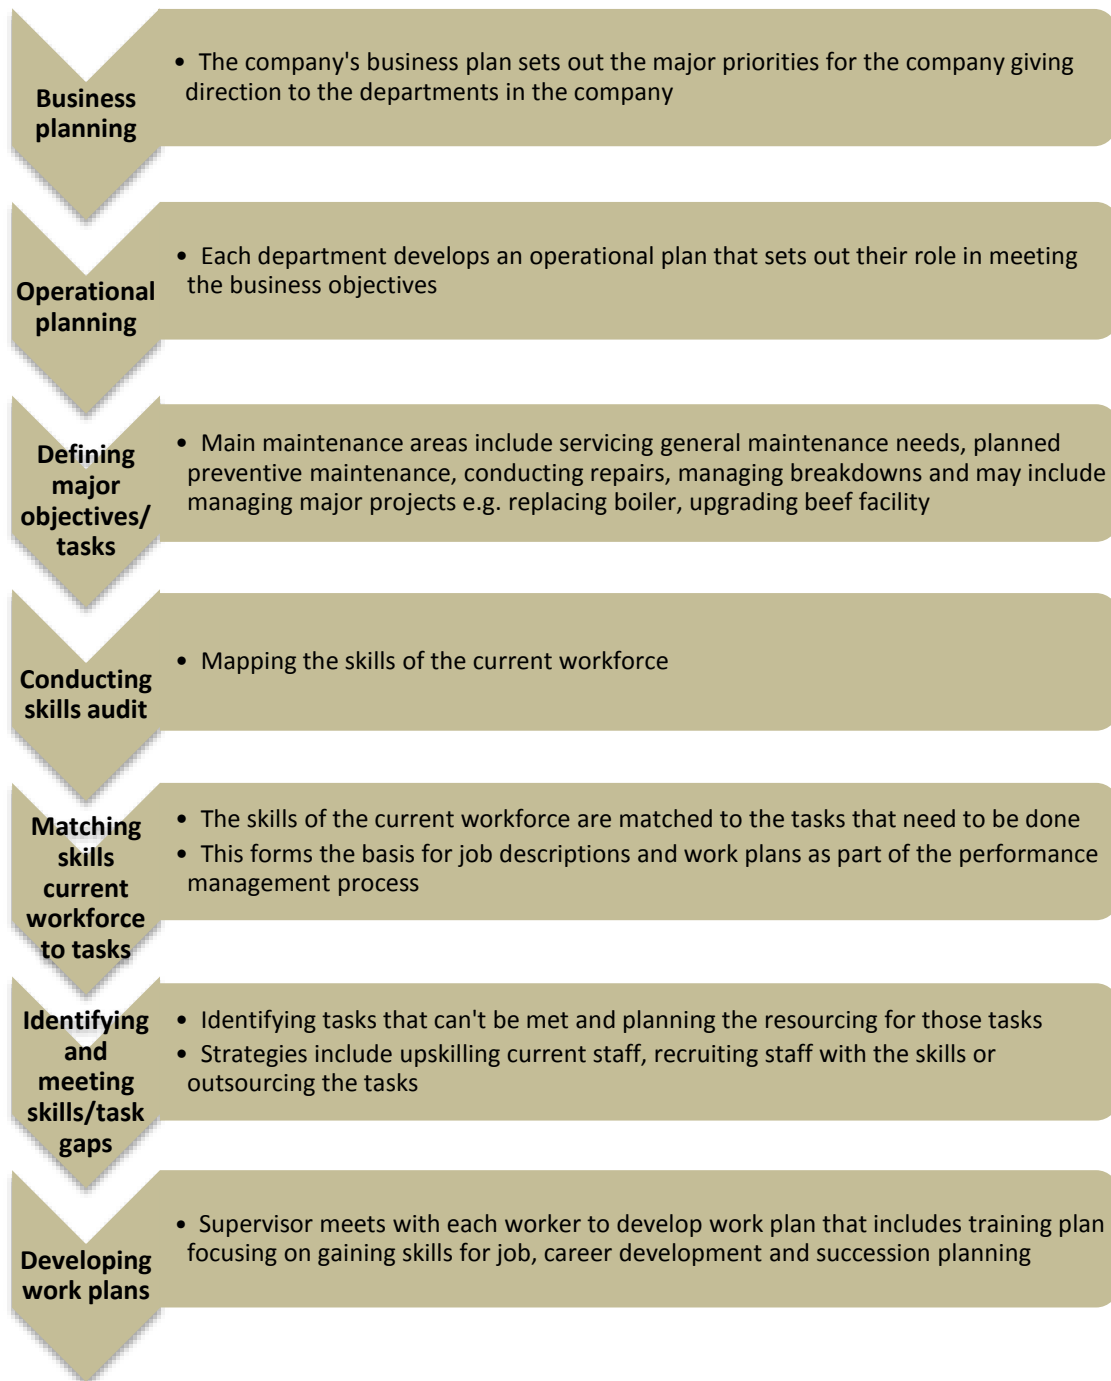 Business
planning
• The company's business plan sets out the major priorities for the company giving
direction to the departments in the company
Operational
planning
• Each department develops an operational plan that sets out their role in meeting
the business objectives
Defining
major
objectives/
tasks
• Main maintenance areas include servicing general maintenance needs, planned
preventive maintenance, conducting repairs, managing breakdowns and may include
managing major projects e.g. replacing boiler, upgrading beef facility
Conducting
skills audit
• Mapping the skills of the current workforce
Matching
skills
current
workforce
to tasks
• The skills of the current workforce are matched to the tasks that need to be done
• This forms the basis for job descriptions and work plans as part of the performance
management process
Identifying
and
meeting
skills/task
gaps
• Identifying tasks that can't be met and planning the resourcing for those tasks
• Strategies include upskilling current staff, recruiting staff with the skills or
outsourcing the tasks
Developing
work plans
• Supervisor meets with each worker to develop work plan that includes training plan
focusing on gaining skills for job, career development and succession planning